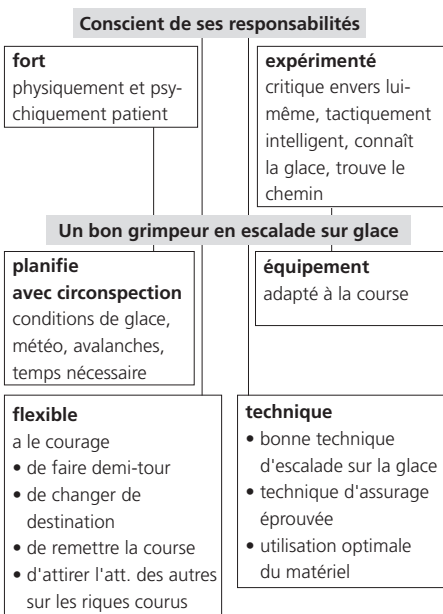 Conscient de ses responsabilités
fort
physiquement et psy-
chiquement patient
expérimenté
critique envers lui-
même, tactiquement
intelligent, connaît
la glace, trouve le
chemin
Un bon grimpeur en escalade sur glace
planifie
avec circonspection
conditions de glace,
météo, avalanches,
temps nécessaire
équipement
adapté à la course
flexible
a le courage
• de faire demi-tour
• de changer de
destination
• de remettre la course
• d'attirer l'att. des autres
sur les riques courus
technique
• bonne technique
d'escalade sur la glace
• technique d'assurage
éprouvée
• utilisation optimale
du matériel